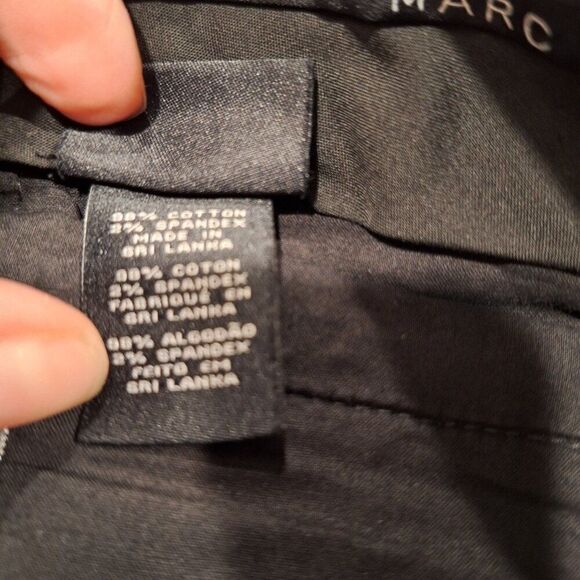 MARC
98% COTTON
2% SPANDEX
MADE IN
SRI LANKA
98% COTON
2% SPANDEX
FABRIQUE EN
SRI LANKA
98% ALGODÃO
2% SPANDEX
FEITO EM
SRI LANKA